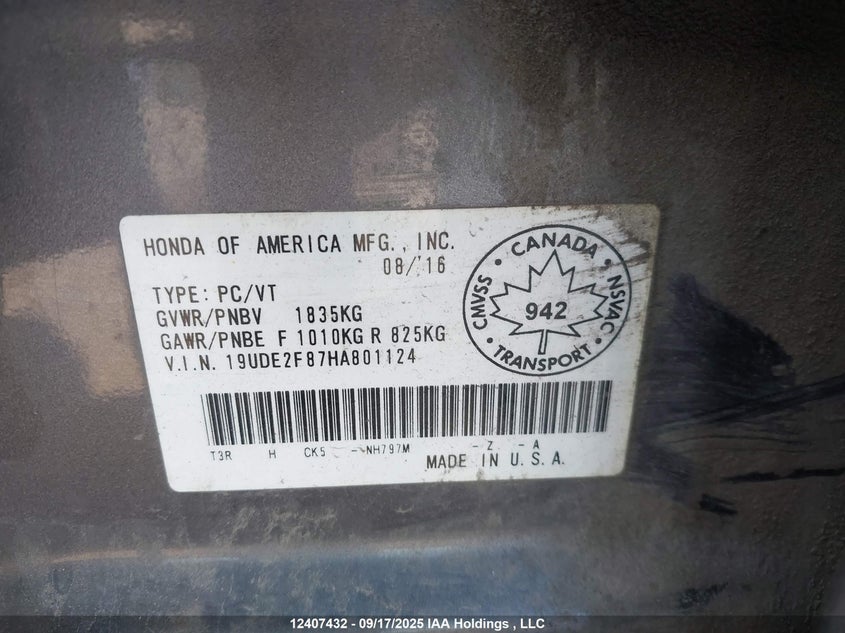 HONDA OF AMERICA MFG., INC.
08/'16
TYPE: PC/VT
GVWR/PNBV 1835KG
GAWR/PNBE F 1010KG R 825KG
V.I.N. 19UDE2F87HA801124
CANADA
CMVSS
NSVAC
942
TRANSPORT
T3R H CK5 - NH797M - Z - A
MADE IN U.S.A.
12407432 - 09/17/2025 IAA Holdings , LLC